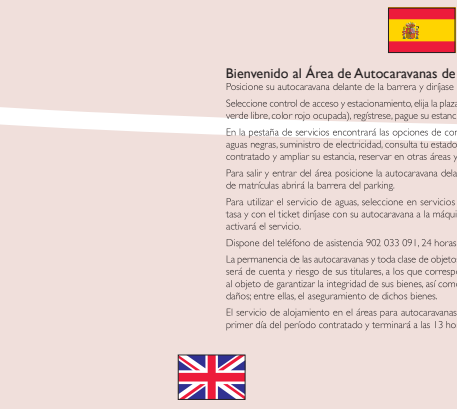 Bienvenido al Área de Autocaravanas de
Posicione su autocaravana delante de la barrera y diríjase
Seleccione control de acceso y estacionamiento, elija la plaza
verde libre, color rojo ocupada), regístrese, pague su estanc
En la pestaña de servicios encontrará las opciones de con
aguas negras, suministro de electricidad, consulta tu estado
contratado y ampliar su estancia, reservar en otras áreas y
Para salir y entrar del área posicione la autocaravana dela
de matrículas abrirá la barrera del parking.
Para utilizar el servicio de aguas, seleccione en servicios
tasa y con el ticket diríjase con su autocaravana a la máqui
activará el servicio.
Dispone del teléfono de asistencia 902 033 091, 24 horas
La permanencia de las autocaravanas y toda clase de objeto
será de cuenta y riesgo de sus titulares, a los que correspe
al objeto de garantizar la integridad de sus bienes, así como
daños; entre ellas, el aseguramiento de dichos bienes.
El servicio de alojamiento en el áreas para autocaravanas
primer día del período contratado y terminará a las 13 ho